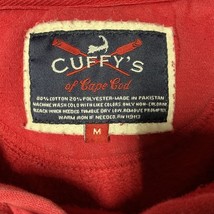 CUFFY'S
of Cape Cod
80% COTTON 20% POLYESTER-MADE IN PAKISTAN
MACHINE WASH COLD WITH LIKE COLORS ONLY NON-CHLORINE
BLEACH WHEN NEEDED TUMBLE DRY LOW. REMOVE PROMPTLY.
WARM IRON IF NEEDED. RN
M